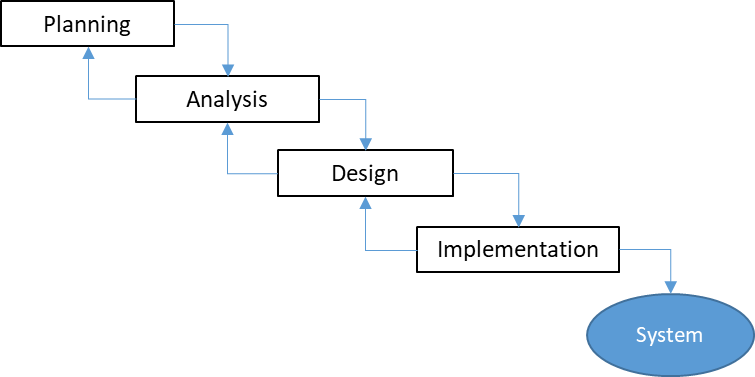 Planning
Analysis
Design
Implementation
System